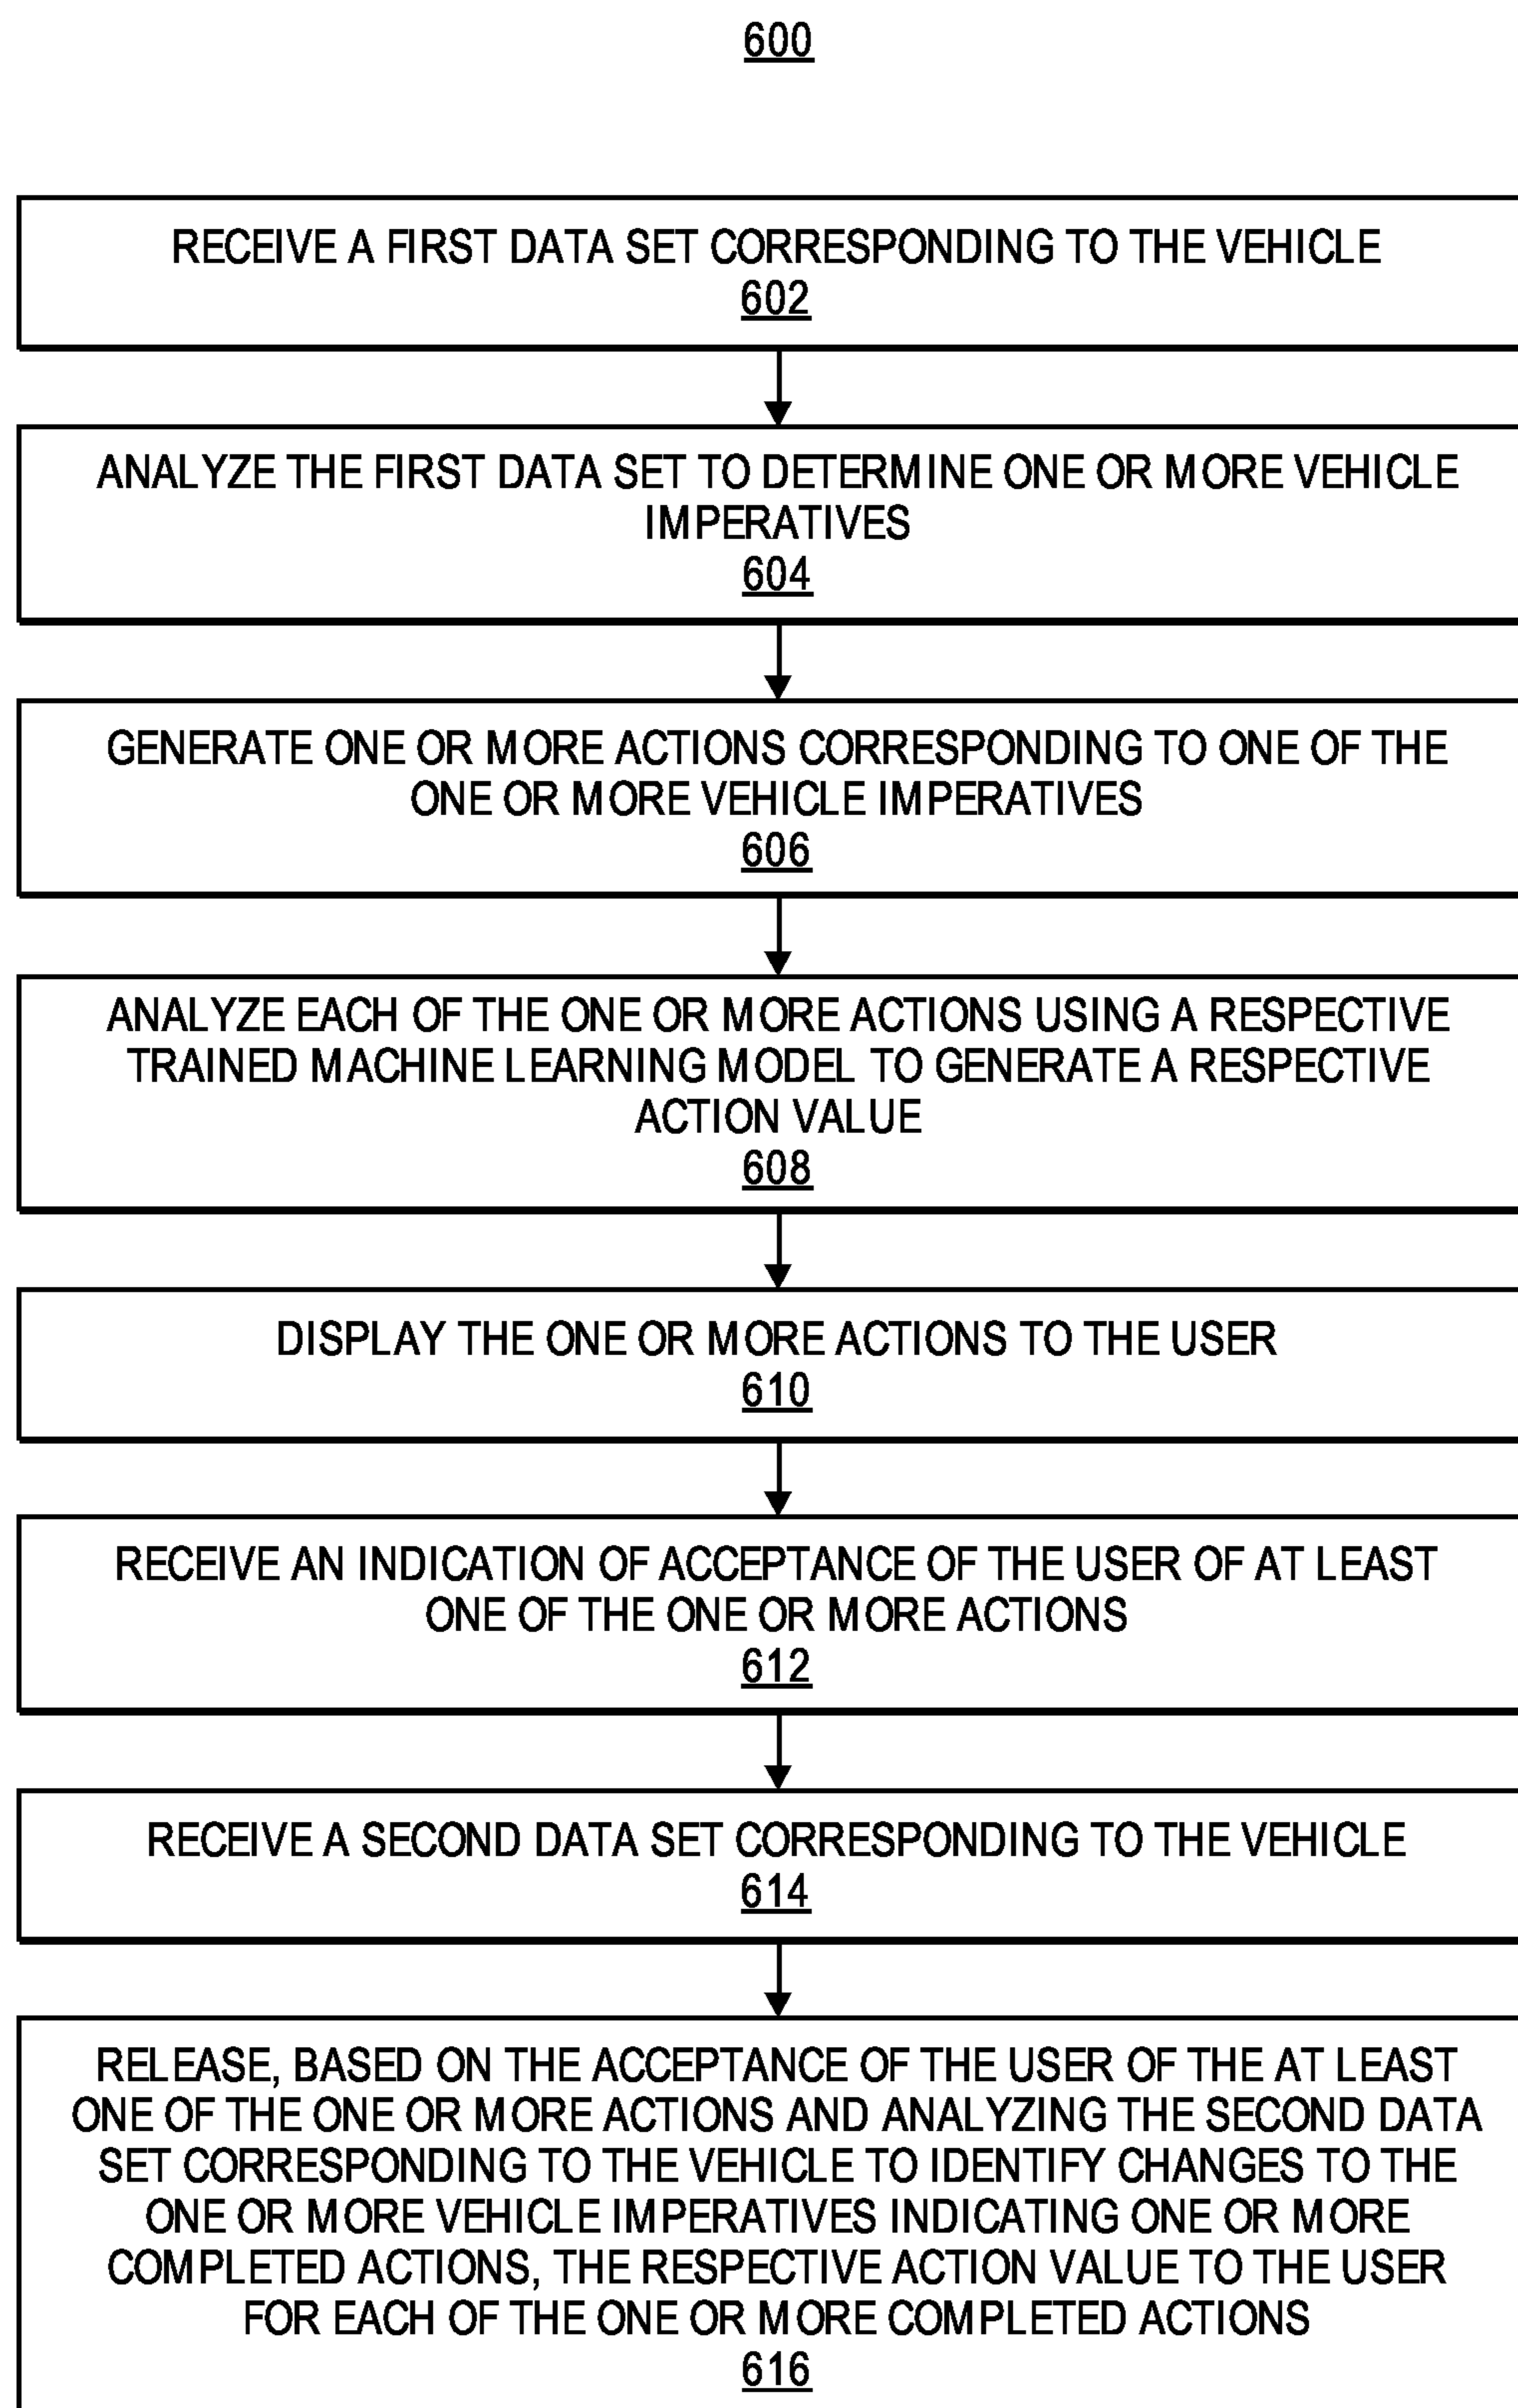 600
RECEIVE A FIRST DATA SET CORRESPONDING TO THE VEHICLE
602
ANALYZE THE FIRST DATA SET TO DETERMINE ONE OR MORE VEHICLE
IMPERATIVES
604
GENERATE ONE OR MORE ACTIONS CORRESPONDING TO ONE OF THE
ONE OR MORE VEHICLE IMPERATIVES
606
ANALYZE EACH OF THE ONE OR MORE ACTIONS USING A RESPECTIVE
TRAINED MACHINE LEARNING MODEL TO GENERATE A RESPECTIVE
ACTION VALUE
608
DISPLAY THE ONE OR MORE ACTIONS TO THE USER
610
RECEIVE AN INDICATION OF ACCEPTANCE OF THE USER OF AT LEAST
ONE OF THE ONE OR MORE ACTIONS
612
RECEIVE A SECOND DATA SET CORRESPONDING TO THE VEHICLE
614
RELEASE, BASED ON THE ACCEPTANCE OF THE USER OF THE AT LEAST
ONE OF THE ONE OR MORE ACTIONS AND ANALYZING THE SECOND DATA
SET CORRESPONDING TO THE VEHICLE TO IDENTIFY CHANGES TO THE
ONE OR MORE VEHICLE IMPERATIVES INDICATING ONE OR MORE
COMPLETED ACTIONS, THE RESPECTIVE ACTION VALUE TO THE USER
FOR EACH OF THE ONE OR MORE COMPLETED ACTIONS
616